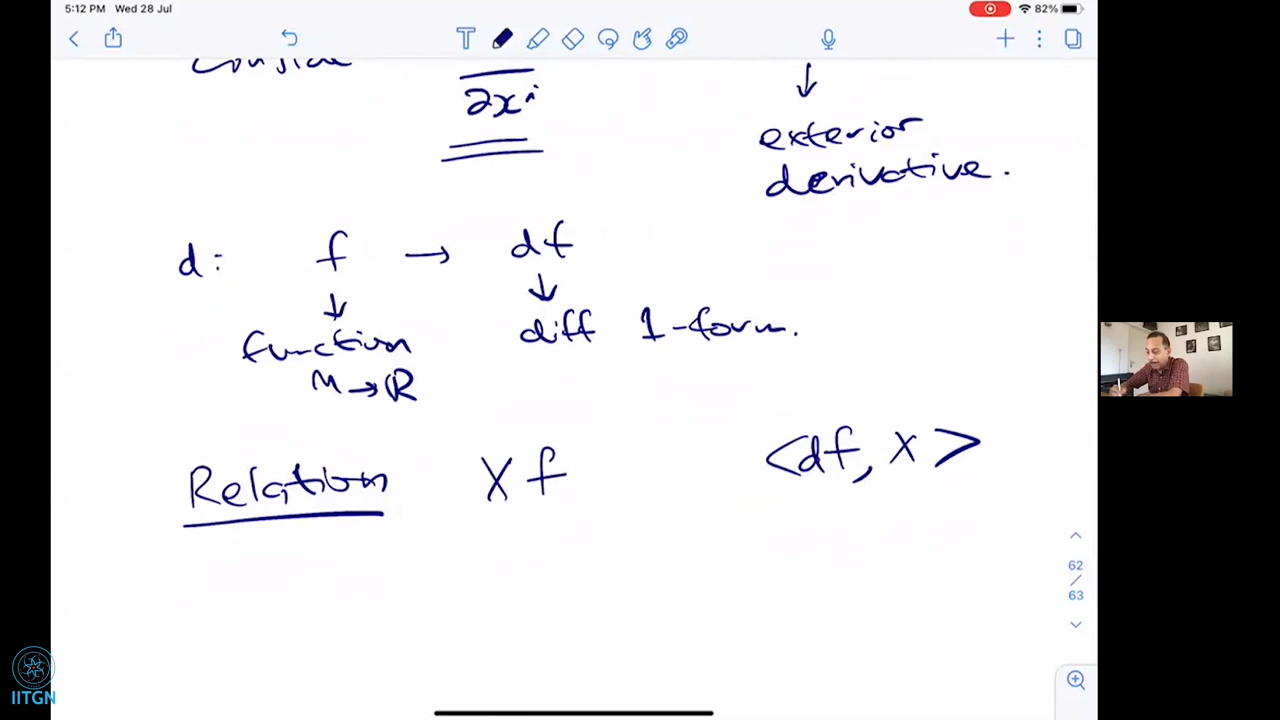 5:12 PM Wed 28 Jul
82%
∂xⁱ
exterior
derivative.
d: f → df
function
M → ℝ
diff 1-form.
Relation X f <df, X>
62
/
63
IITGN